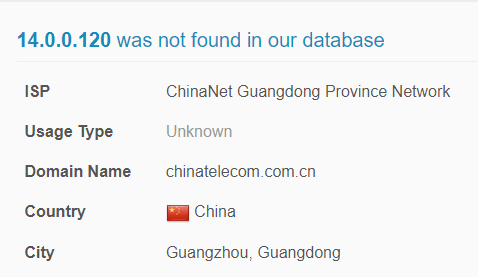 14.0.0.120 was not found in our database
ISP ChinaNet Guangdong Province Network
Usage Type Unknown
Domain Name chinatelecom.com.cn
Country China
City Guangzhou, Guangdong